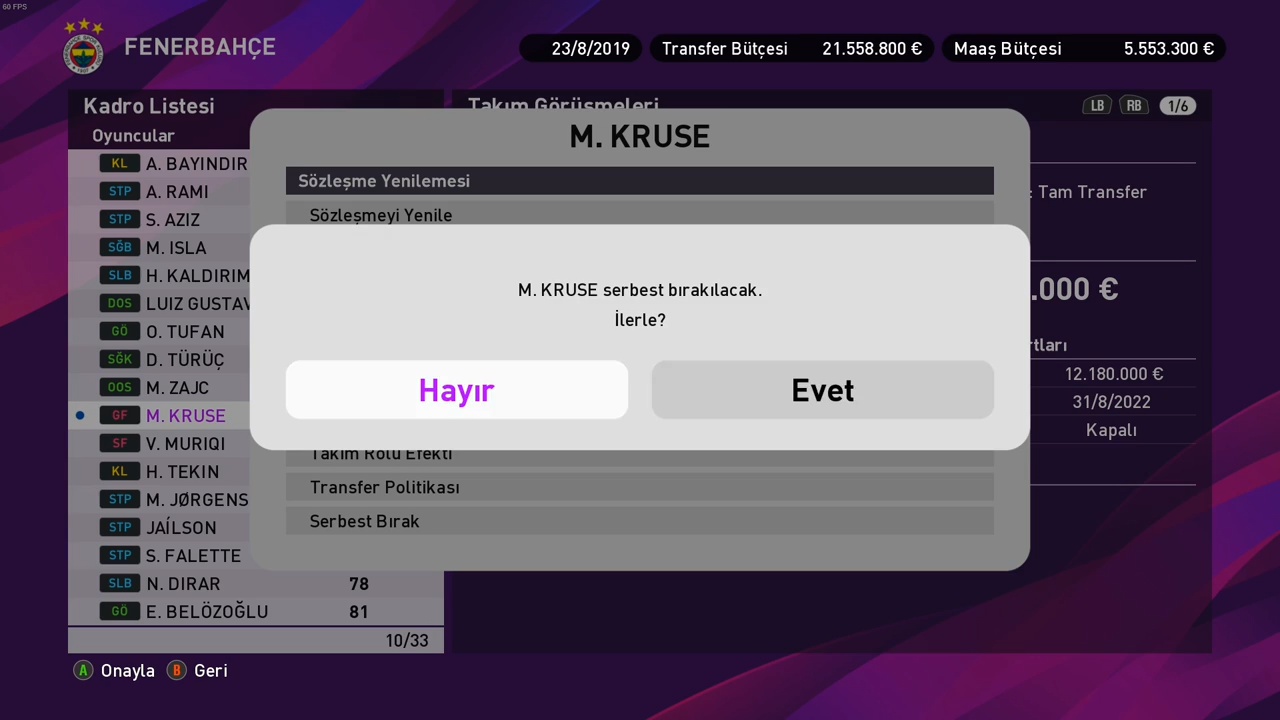 60 FPS
FENERBAHÇE
23/8/2019
Transfer Bütçesi 21.558.800 €
Maaş Bütçesi 5.553.300 €
Kadro Listesi
Oyuncular
KL A. BAYINDIR
STP A. RAMI
STP S. AZIZ
SĞB M. ISLA
SLB H. KALDIRIM
DOS LUIZ GUSTAV
GÖ O. TUFAN
SĞK D. TÜRÜÇ
OOS M. ZAJC
GF M. KRUSE
SF V. MURIQI
KL H. TEKIN
STP M. JØRGENS
STP JAÍLSON
STP S. FALETTE
SLB N. DIRAR 78
GÖ E. BELÖZOĞLU 81
10/33
Takım Görüşmeleri
LB RB 1/6
: Tam Transfer
.000 €
rtları
12.180.000 €
31/8/2022
Kapalı
M. KRUSE
Sözleşme Yenilemesi
Sözleşmeyi Yenile
M. KRUSE serbest bırakılacak.
İlerle?
Hayır
Evet
Takım Rolü Efekti
Transfer Politikası
Serbest Bırak
A Onayla B Geri